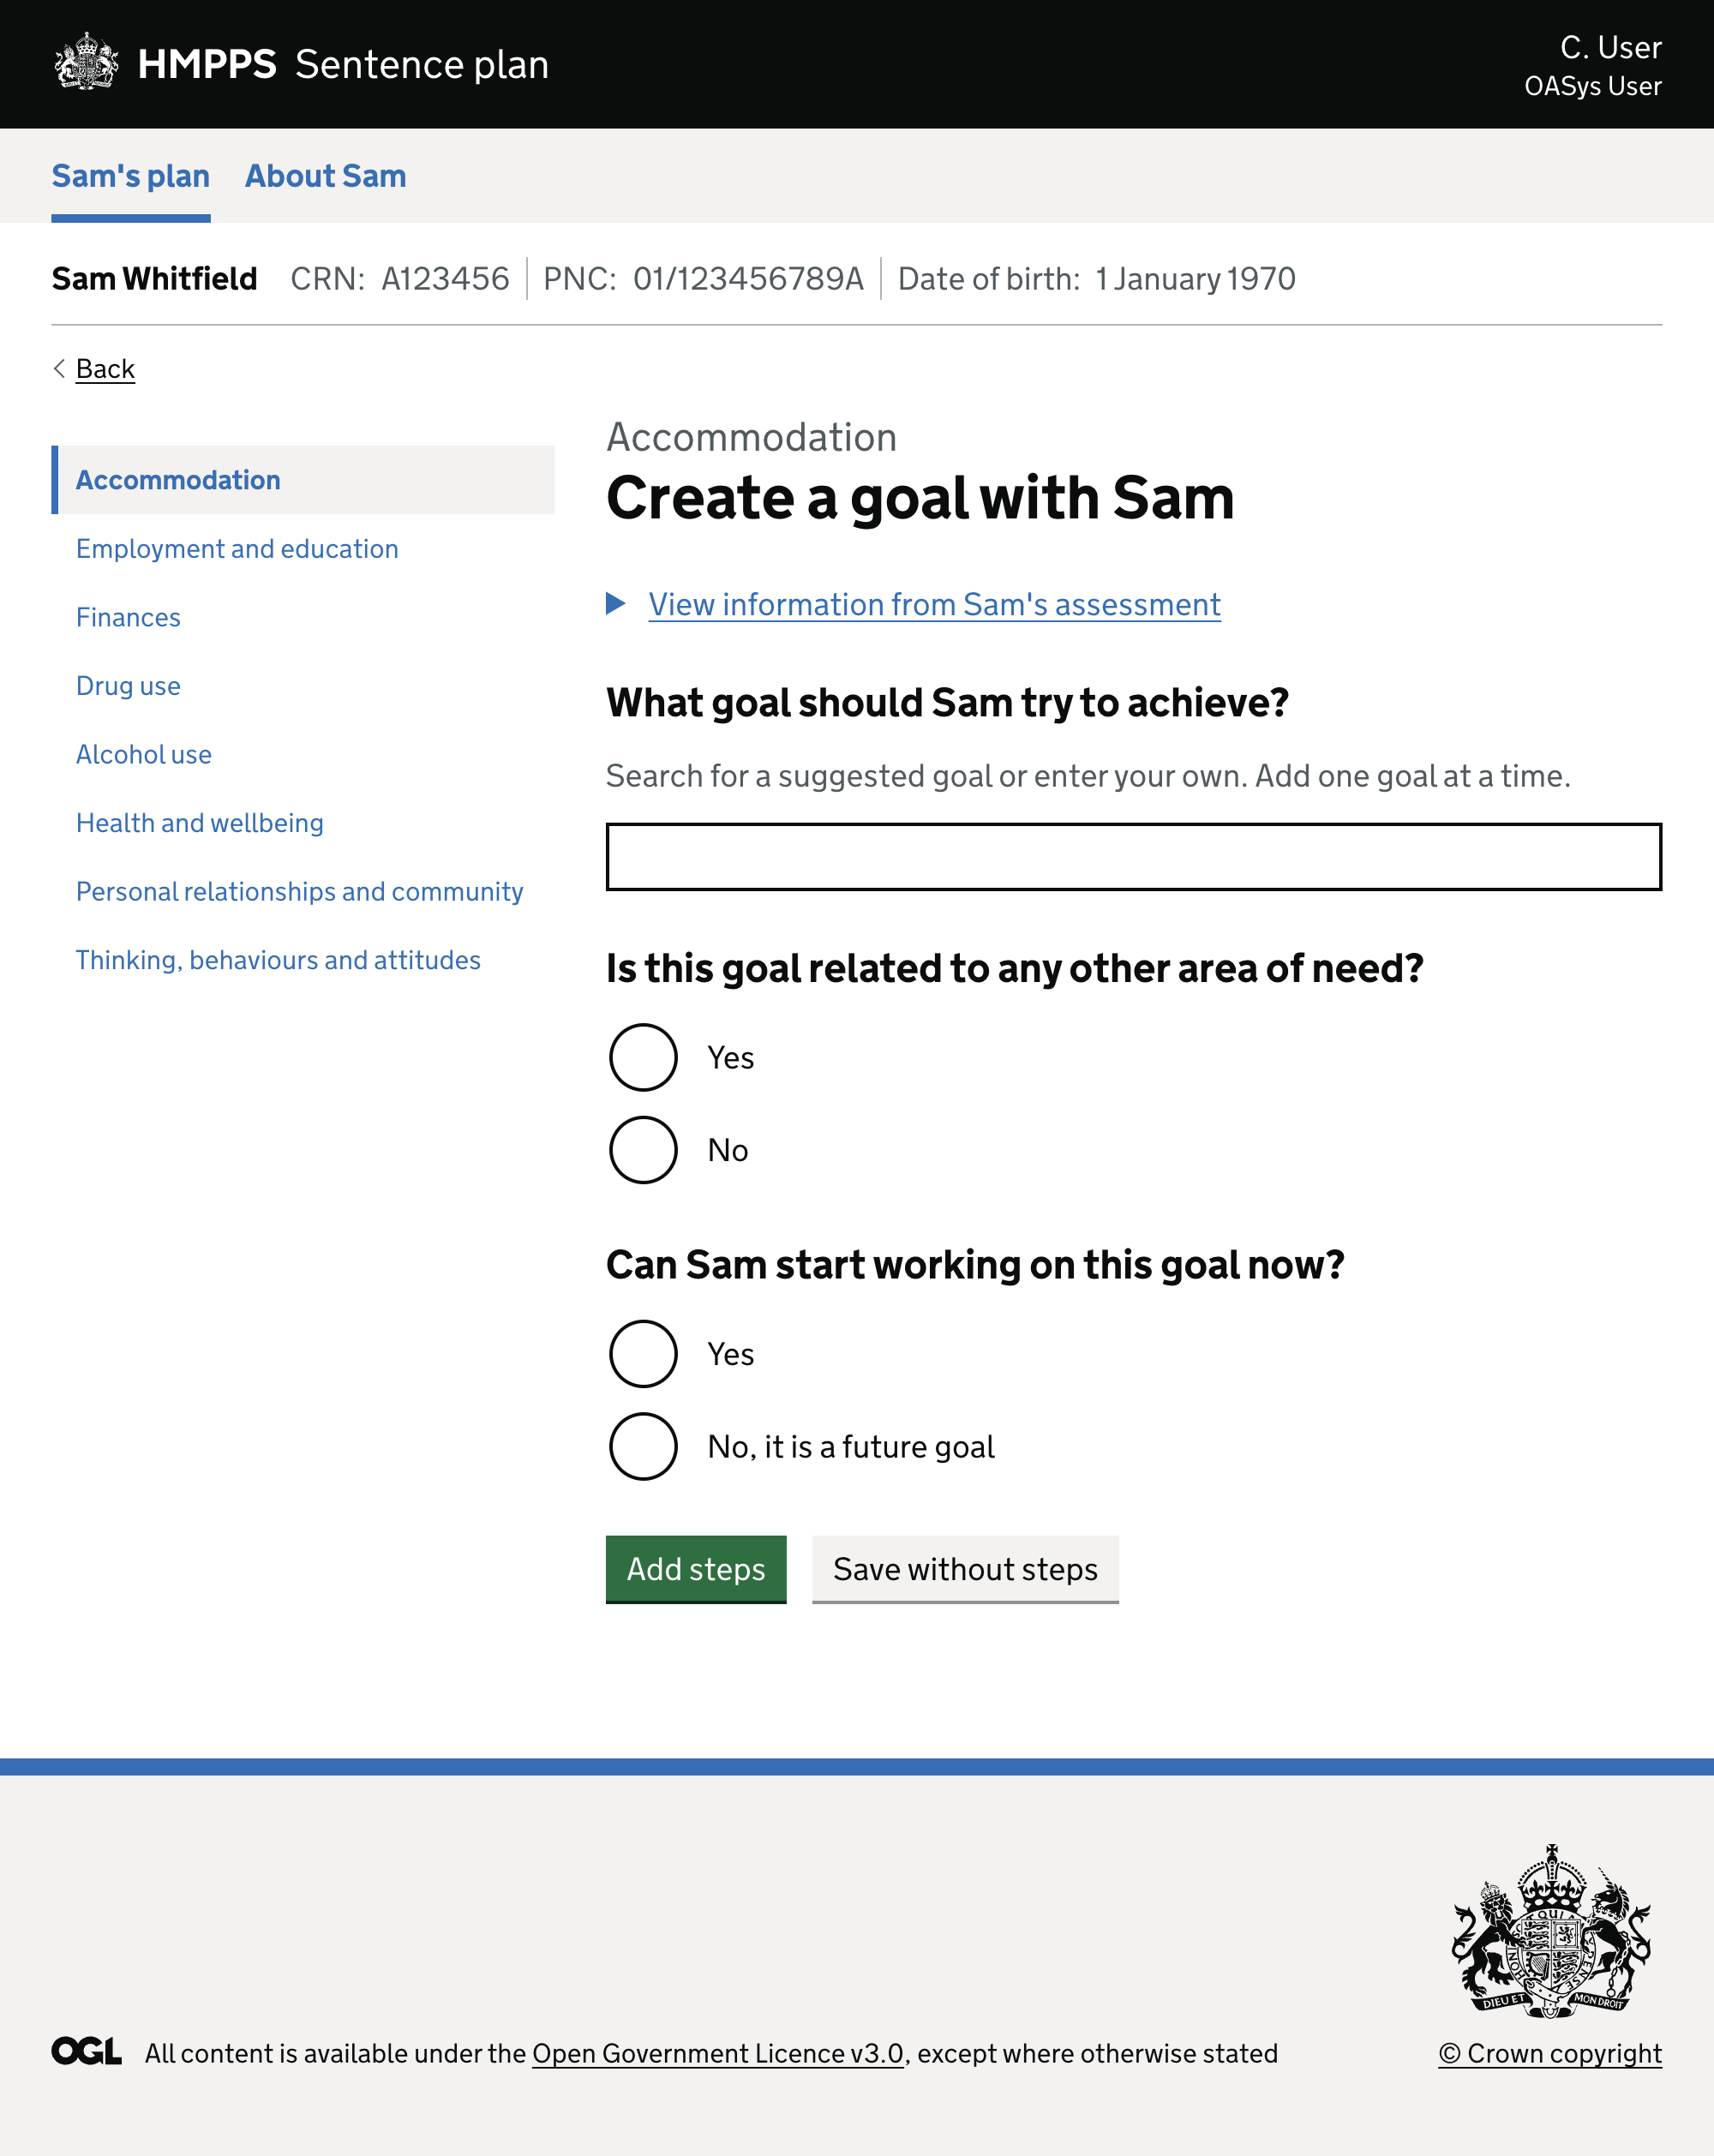 HMPPS Sentence plan
C. User
OASys User
Sam's plan About Sam
Sam Whitfield CRN: A123456 PNC: 01/123456789A Date of birth: 1 January 1970
Back
Accommodation
Employment and education
Finances
Drug use
Alcohol use
Health and wellbeing
Personal relationships and community
Thinking, behaviours and attitudes
Accommodation
Create a goal with Sam
View information from Sam's assessment
What goal should Sam try to achieve?
Search for a suggested goal or enter your own. Add one goal at a time.
Is this goal related to any other area of need?
Yes
No
Can Sam start working on this goal now?
Yes
No, it is a future goal
Add steps Save without steps
DIEU ET MON DROIT
OGL All content is available under the Open Government Licence v3.0, except where otherwise stated
© Crown copyright